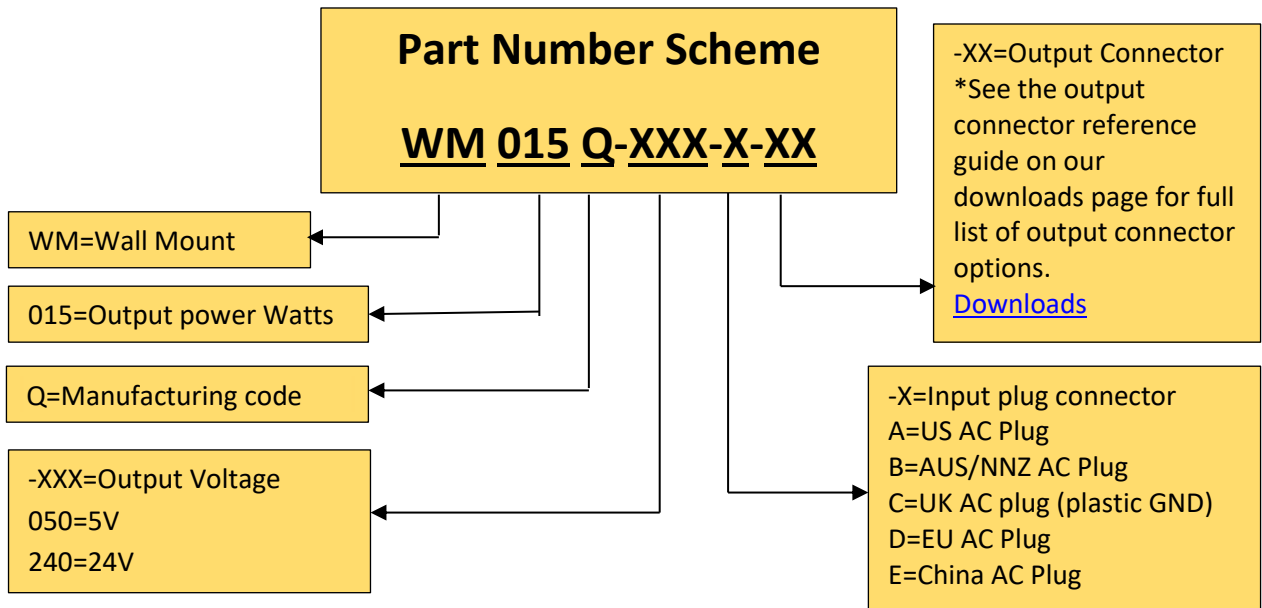 Part Number Scheme
WM 015 Q-XXX-X-XX
-XX=Output Connector
*See the output
connector reference
guide on our
downloads page for full
list of output connector
options.
Downloads
WM=Wall Mount
015=Output power Watts
Q=Manufacturing code
-XXX=Output Voltage
050=5V
240=24V
-X=Input plug connector
A=US AC Plug
B=AUS/NNZ AC Plug
C=UK AC plug (plastic GND)
D=EU AC Plug
E=China AC Plug